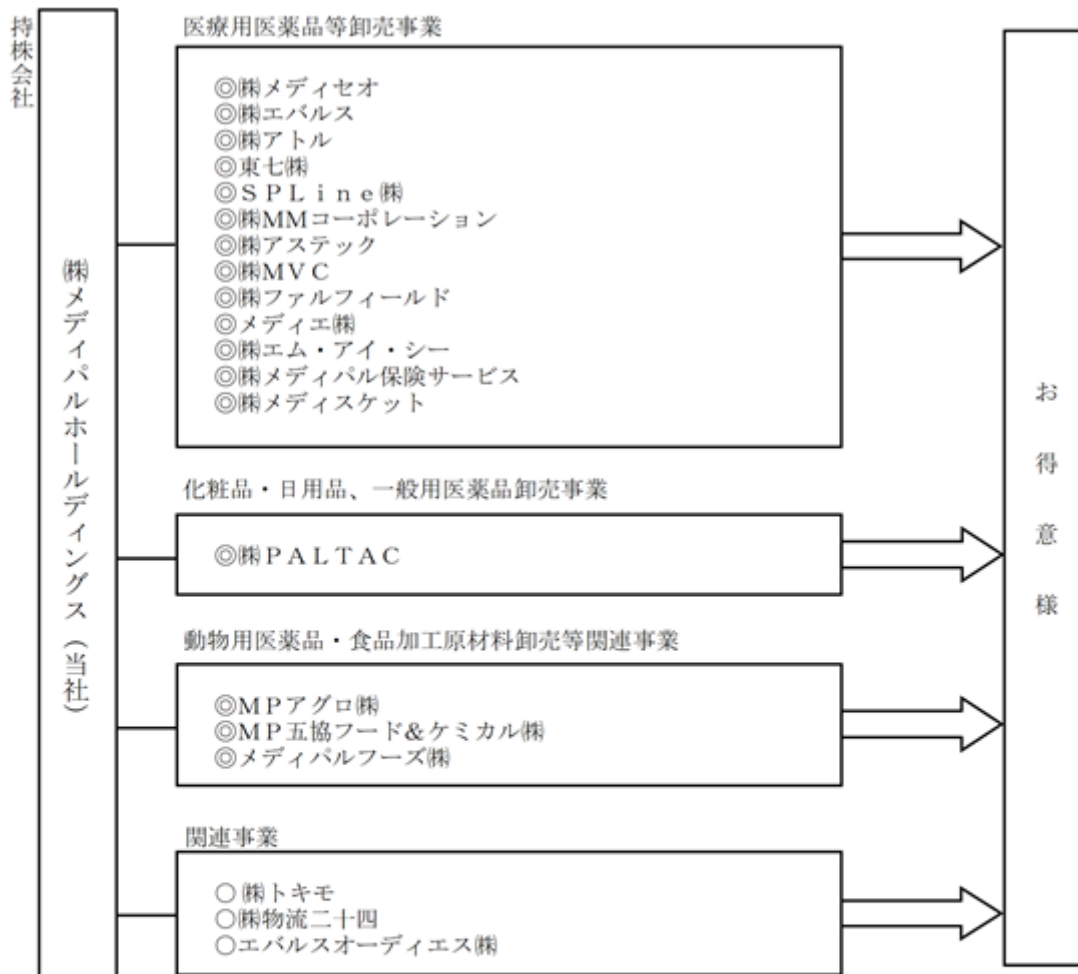 持株会社
㈱メディパルホールディングス（当社）
医療用医薬品等卸売事業
◎㈱メディセオ
◎㈱エバルス
◎㈱アトル
◎東七㈱
◎ＳＰＬｉｎｅ㈱
◎㈱MMコーポレーション
◎㈱アステック
◎㈱MVC
◎㈱ファルフィールド
◎メディエ㈱
◎㈱エム・アイ・シー
◎㈱メディパル保険サービス
◎㈱メディスケット
化粧品・日用品、一般用医薬品卸売事業
◎㈱ＰＡＬＴＡＣ
動物用医薬品・食品加工原材料卸売等関連事業
◎ＭＰアグロ㈱
◎ＭＰ五協フード&ケミカル㈱
◎メディパルフーズ㈱
関連事業
○㈱トキモ
○㈱物流二十四
○エバルスオーディエス㈱
お得意様